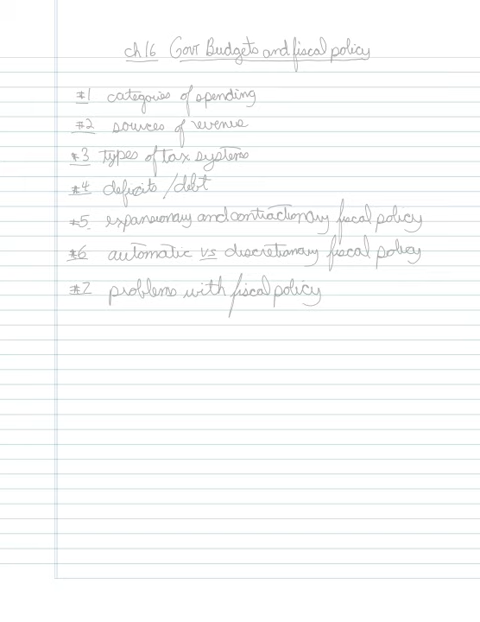 ch 16 Govt Budgets and fiscal policy
#1 categories of spending
#2 sources of revenue
#3 types of tax systems
#4 deficits / debt
#5 expansionary and contractionary fiscal policy
#6 automatic vs discretionary fiscal policy
#7 problems with fiscal policy